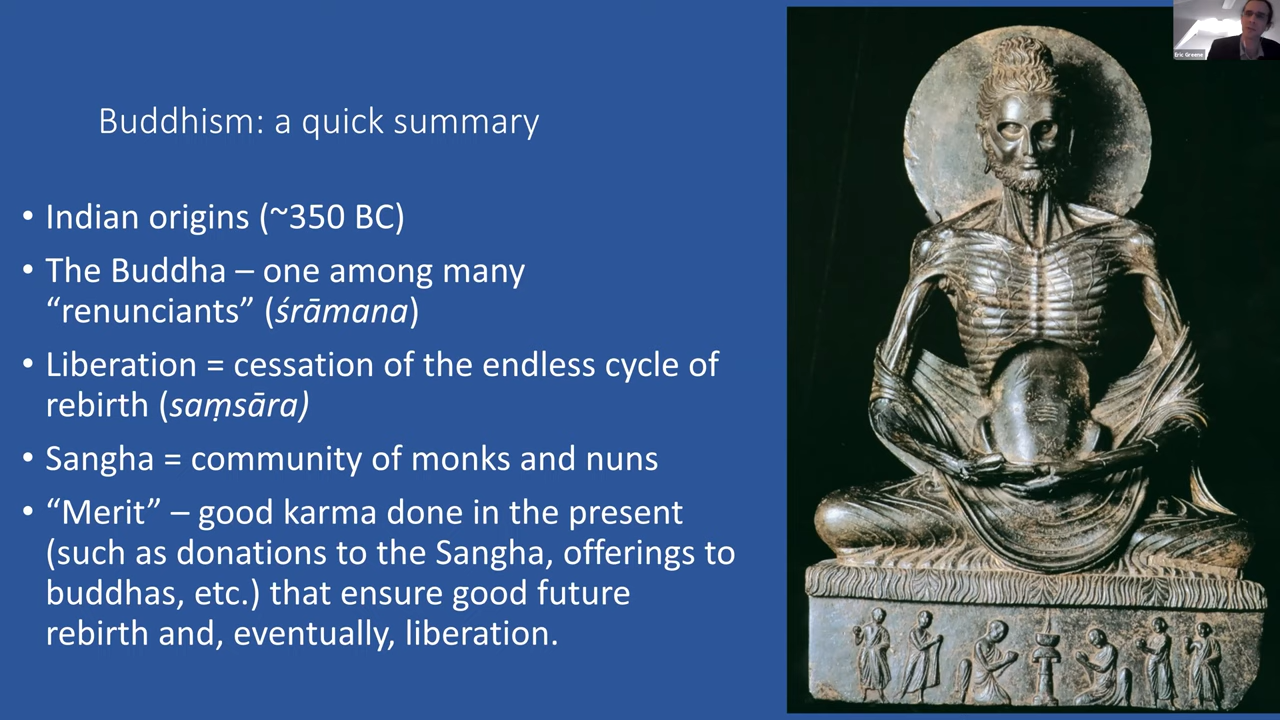 Buddhism: a quick summary
• Indian origins (~350 BC)
• The Buddha – one among many
“renunciants” (śrāmana)
• Liberation = cessation of the endless cycle of
rebirth (saṃsāra)
• Sangha = community of monks and nuns
• “Merit” – good karma done in the present
(such as donations to the Sangha, offerings to
buddhas, etc.) that ensure good future
rebirth and, eventually, liberation.
Eric Greene